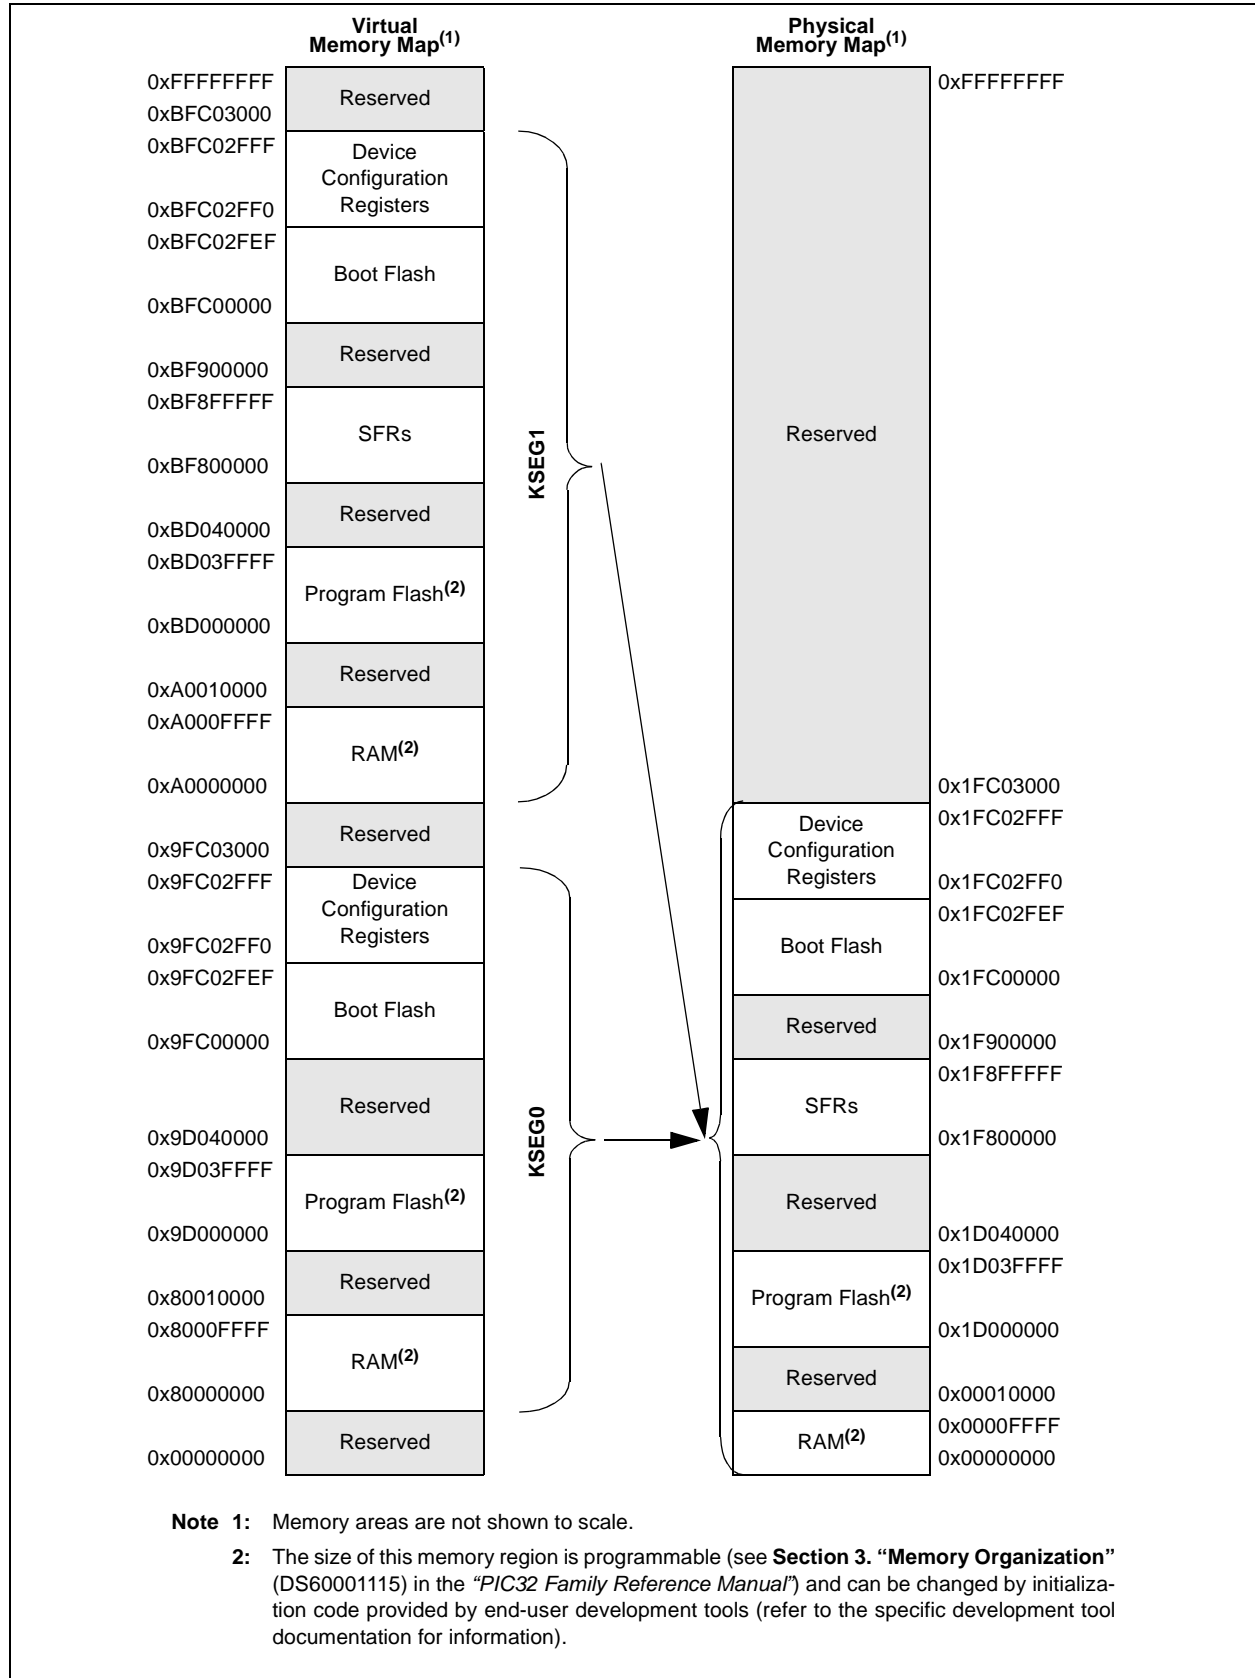 Virtual
Memory Map(1)
0xFFFFFFFF
Reserved
0xBFC03000
0xBFC02FFF
Device
Configuration
Registers
0xBFC02FF0
0xBFC02FEF
Boot Flash
0xBFC00000
Reserved
0xBF900000
0xBF8FFFFF
SFRs
0xBF800000
Reserved
0xBD040000
0xBD03FFFF
Program Flash(2)
0xBD000000
Reserved
0xA0010000
0xA000FFFF
RAM(2)
0xA0000000
Reserved
0x9FC03000
0x9FC02FFF
Device
Configuration
Registers
0x9FC02FF0
0x9FC02FEF
Boot Flash
0x9FC00000
Reserved
0x9D040000
0x9D03FFFF
Program Flash(2)
0x9D000000
Reserved
0x80010000
0x8000FFFF
RAM(2)
0x80000000
Reserved
0x00000000
KSEG1
KSEG0
Physical
Memory Map(1)
0xFFFFFFFF
Reserved
0x1FC03000
0x1FC02FFF
Device
Configuration
Registers
0x1FC02FF0
0x1FC02FEF
Boot Flash
0x1FC00000
Reserved
0x1F900000
0x1F8FFFFF
SFRs
0x1F800000
Reserved
0x1D040000
0x1D03FFFF
Program Flash(2)
0x1D000000
Reserved
0x00010000
0x0000FFFF
RAM(2)
0x00000000
Note 1: Memory areas are not shown to scale.
2: The size of this memory region is programmable (see Section 3. “Memory Organization”
(DS60001115) in the “PIC32 Family Reference Manual”) and can be changed by initializa-
tion code provided by end-user development tools (refer to the specific development tool
documentation for information).